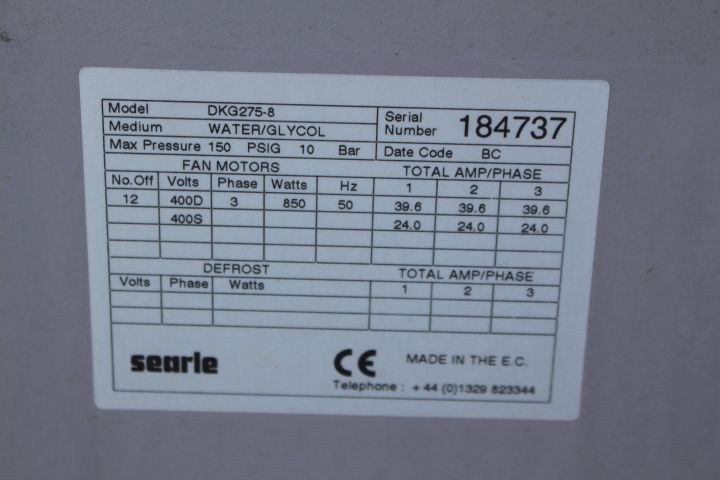 Model DKG275-8
Medium WATER/GLYCOL
Max Pressure 150 PSIG 10 Bar
Serial Number 184737
Date Code BC
FAN MOTORS TOTAL AMP/PHASE
No.Off Volts Phase Watts Hz 1 2 3
12 400D 3 850 50 39.6 39.6 39.6
400S 24.0 24.0 24.0
DEFROST TOTAL AMP/PHASE
Volts Phase Watts 1 2 3
searle CE MADE IN THE E.C.
Telephone : +44 (0)1329 823344